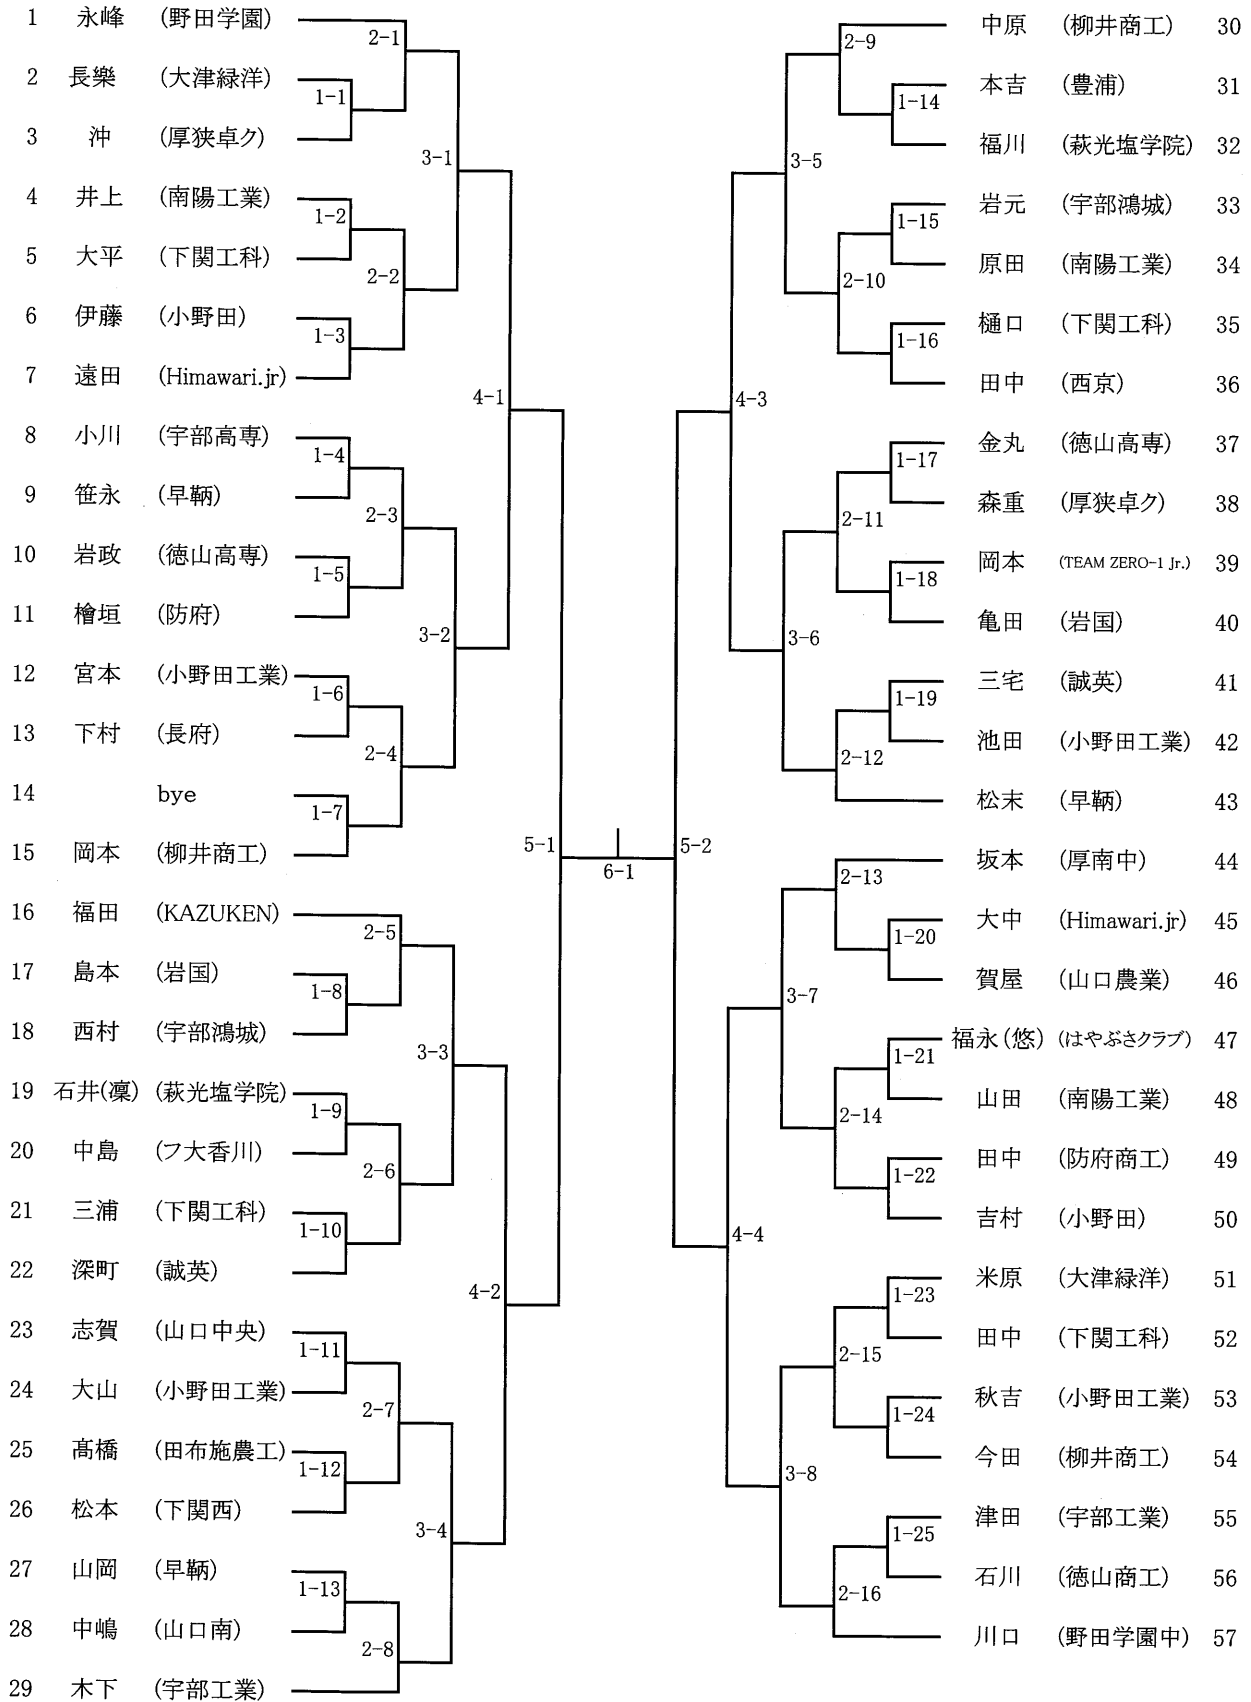 1 永峰 (野田学園)
2 長樂 (大津緑洋)
3 沖 (厚狭卓ク)
4 井上 (南陽工業)
5 大平 (下関工科)
6 伊藤 (小野田)
7 遠田 (Himawari.jr)
8 小川 (宇部高専)
9 笹永 (早鞆)
10 岩政 (徳山高専)
11 檜垣 (防府)
12 宮本 (小野田工業)
13 下村 (長府)
14 bye
15 岡本 (柳井商工)
16 福田 (KAZUKEN)
17 島本 (岩国)
18 西村 (宇部鴻城)
19 石井(凜) (萩光塩学院)
20 中島 (フ大香川)
21 三浦 (下関工科)
22 深町 (誠英)
23 志賀 (山口中央)
24 大山 (小野田工業)
25 髙橋 (田布施農工)
26 松本 (下関西)
27 山岡 (早鞆)
28 中嶋 (山口南)
29 木下 (宇部工業)
1-1
1-2
1-3
1-4
1-5
1-6
1-7
1-8
1-9
1-10
1-11
1-12
1-13
2-1
2-2
2-3
2-4
2-5
2-6
2-7
2-8
3-1
3-2
3-3
3-4
4-1
4-2
5-1
6-1
5-2
4-3
4-4
3-5
3-6
3-7
3-8
2-9
2-10
2-11
2-12
2-13
2-14
2-15
2-16
1-14
1-15
1-16
1-17
1-18
1-19
1-20
1-21
1-22
1-23
1-24
1-25
中原 (柳井商工) 30
本吉 (豊浦) 31
福川 (萩光塩学院) 32
岩元 (宇部鴻城) 33
原田 (南陽工業) 34
樋口 (下関工科) 35
田中 (西京) 36
金丸 (徳山高専) 37
森重 (厚狭卓ク) 38
岡本 (TEAM ZERO-1 Jr.) 39
亀田 (岩国) 40
三宅 (誠英) 41
池田 (小野田工業) 42
松末 (早鞆) 43
坂本 (厚南中) 44
大中 (Himawari.jr) 45
賀屋 (山口農業) 46
福永(悠) (はやぶさクラブ) 47
山田 (南陽工業) 48
田中 (防府商工) 49
吉村 (小野田) 50
米原 (大津緑洋) 51
田中 (下関工科) 52
秋吉 (小野田工業) 53
今田 (柳井商工) 54
津田 (宇部工業) 55
石川 (徳山商工) 56
川口 (野田学園中) 57